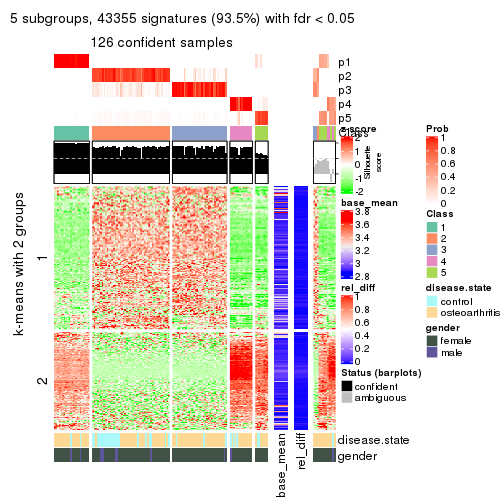 5 subgroups, 43355 signatures (93.5%) with fdr < 0.05
126 confident samples
p1
p2
p3
p4
p5
Class
Silhouette
score
k-means with 2 groups
1
2
base_mean
rel_diff
disease.state
gender
z-score
2
1
0
-1
-2
base_mean
3.8
3.6
3.4
3.2
3
2.8
rel_diff
1
0.8
0.6
0.4
0.2
0
Status (barplots)
confident
ambiguous
Prob
1
0.8
0.6
0.4
0.2
0
Class
1
2
3
4
5
disease.state
control
osteoarthritis
gender
female
male